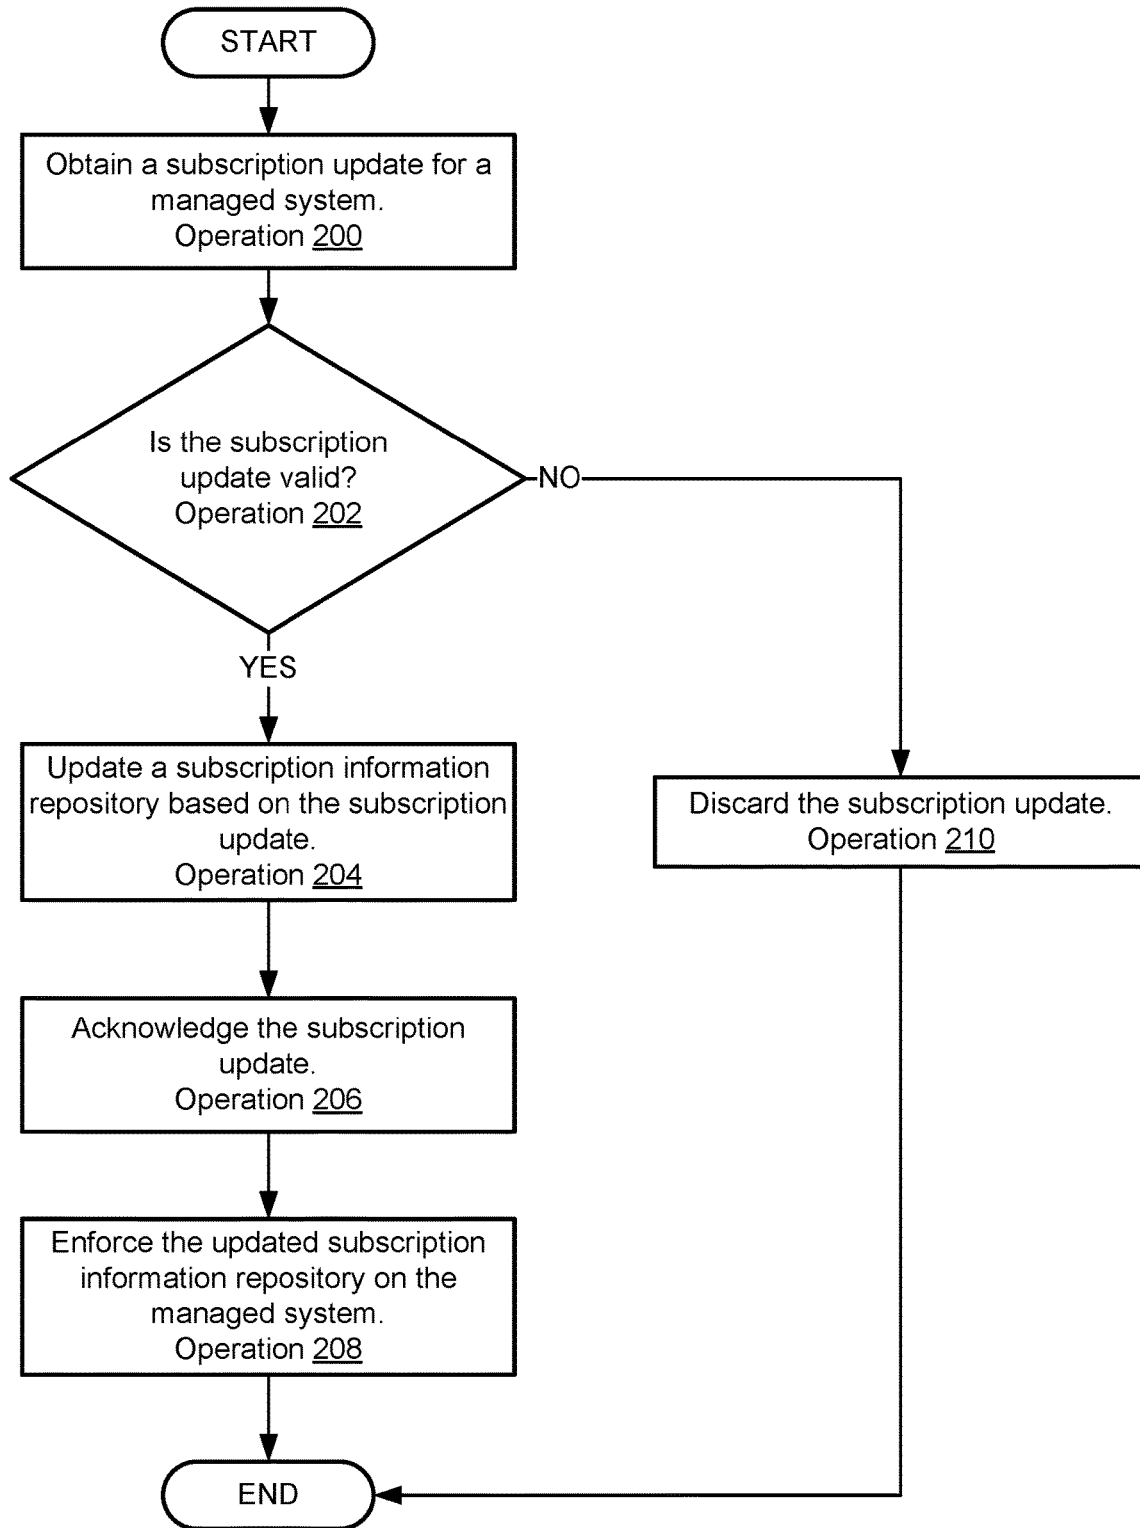 START
Obtain a subscription update for a
managed system.
Operation 200
Is the subscription
update valid?
Operation 202
NO
YES
Update a subscription information
repository based on the subscription
update.
Operation 204
Discard the subscription update.
Operation 210
Acknowledge the subscription
update.
Operation 206
Enforce the updated subscription
information repository on the
managed system.
Operation 208
END